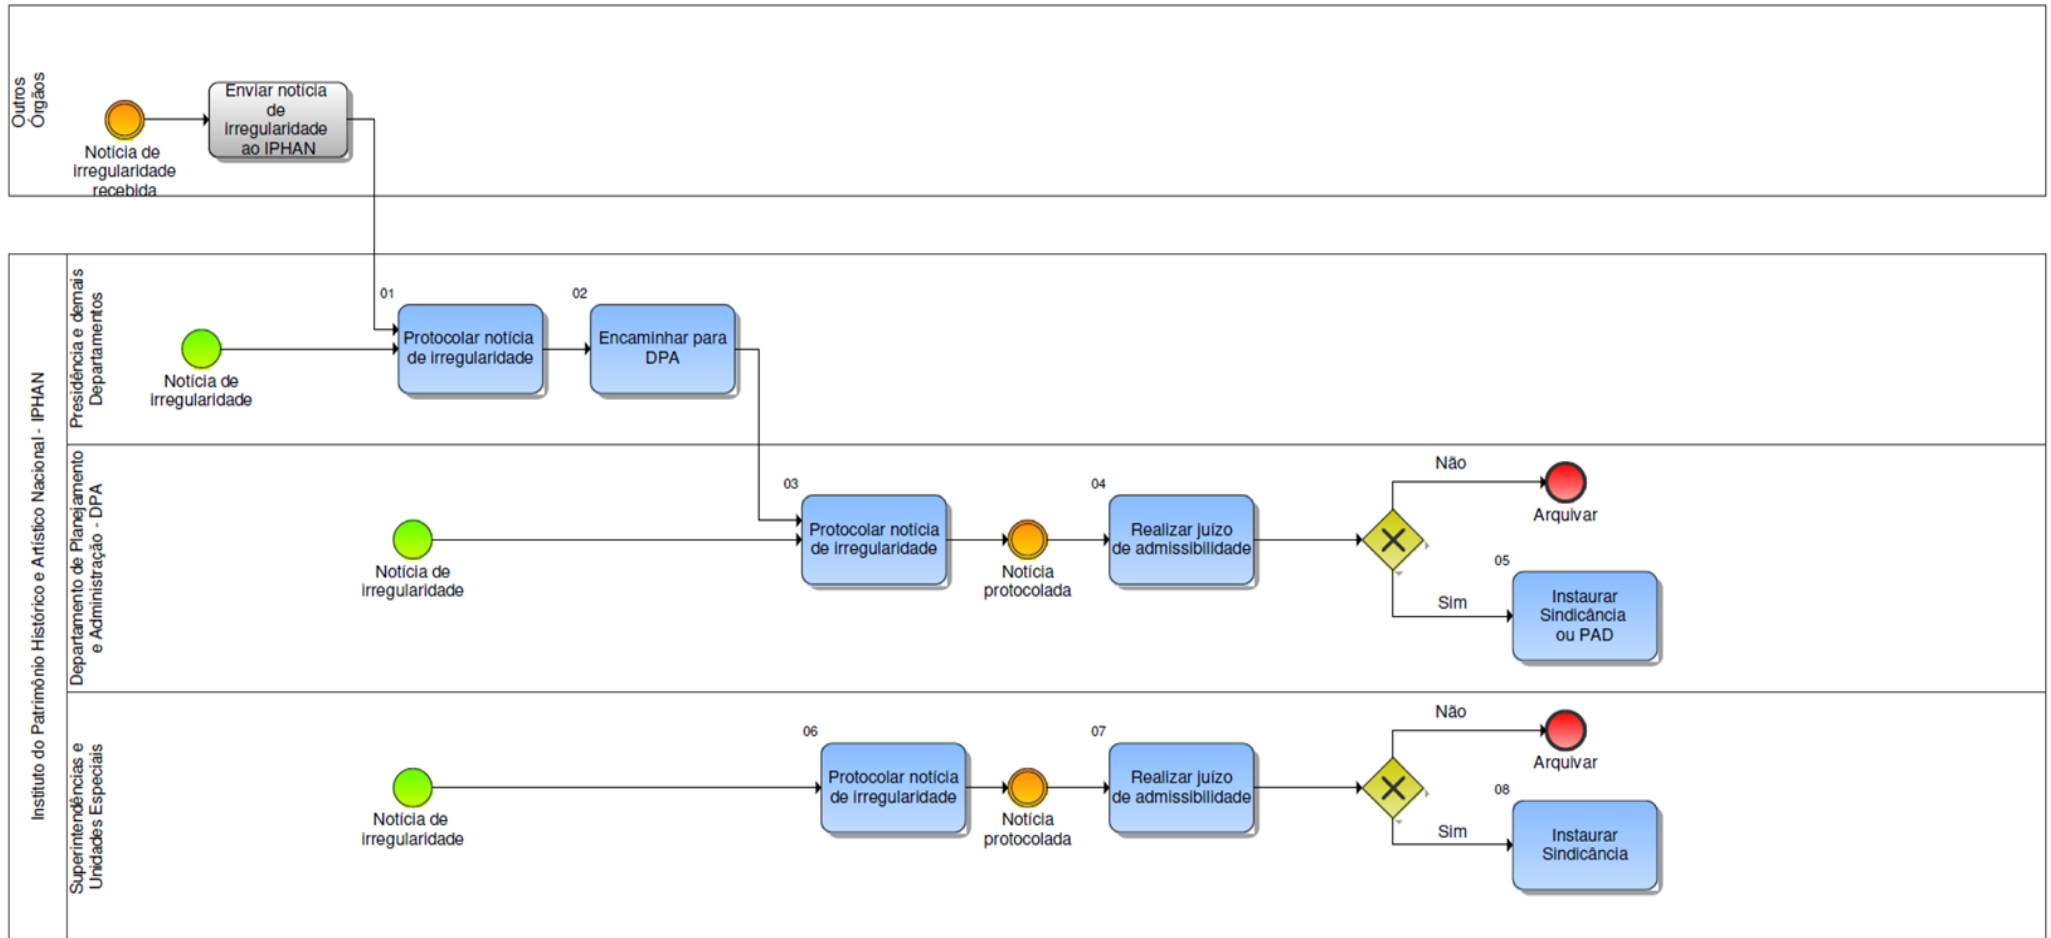 Outros
Órgãos
Enviar notícia
de
irregularidade
ao IPHAN
Notícia de
irregularidade
recebida
Instituto do Patrimônio Histórico e Artístico Nacional - IPHAN
Presidência e demais
Departamentos
Notícia de
irregularidade
01
Protocolar notícia
de irregularidade
02
Encaminhar para
DPA
Departamento de Planejamento
e Administração - DPA
Notícia de
irregularidade
03
Protocolar notícia
de irregularidade
Notícia
protocolada
04
Realizar juízo
de admissibilidade
Não
Arquivar
Sim
05
Instaurar
Sindicância
ou PAD
Superintendências e
Unidades Especiais
Notícia de
irregularidade
06
Protocolar notícia
de irregularidade
Notícia
protocolada
07
Realizar juízo
de admissibilidade
Não
Arquivar
Sim
08
Instaurar
Sindicância